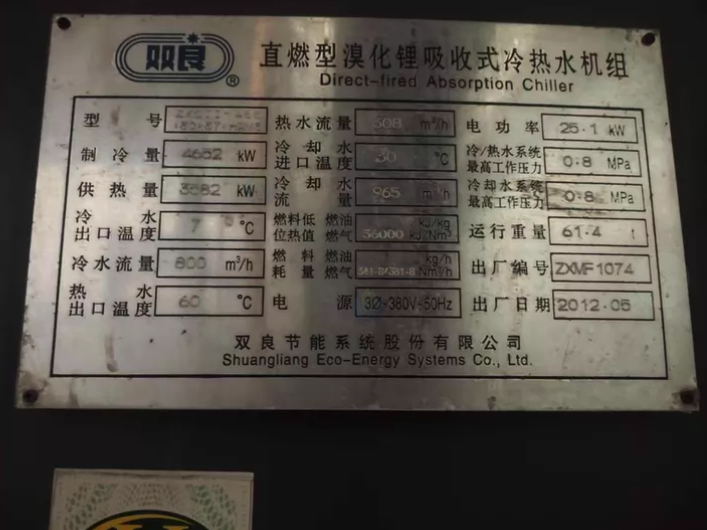 双良®
直燃型溴化锂吸收式冷热水机组
Direct-fired Absorption Chiller
型号
制冷量 4652 kW
供热量 3582 kW
冷水出口温度 7 ℃
冷水流量 800 m³/h
热水出口温度 60 ℃
热水流量 308 m³/h
冷却水进口温度 30 ℃
冷却水流量 965 m³/h
燃料低位热值 燃油 kJ/kg
燃气 36000 kJ/Nm³
燃料耗量 燃油 kg/h
燃气 Nm³/h
电源 3Ø-380V-50Hz
电功率 25·1 kW
冷/热水系统最高工作压力 0·8 MPa
冷却水系统最高工作压力 0·8 MPa
运行重量 61·4 t
出厂编号 ZXMF1074
出厂日期 2012·05
双良节能系统股份有限公司
Shuangliang Eco-Energy Systems Co., Ltd.